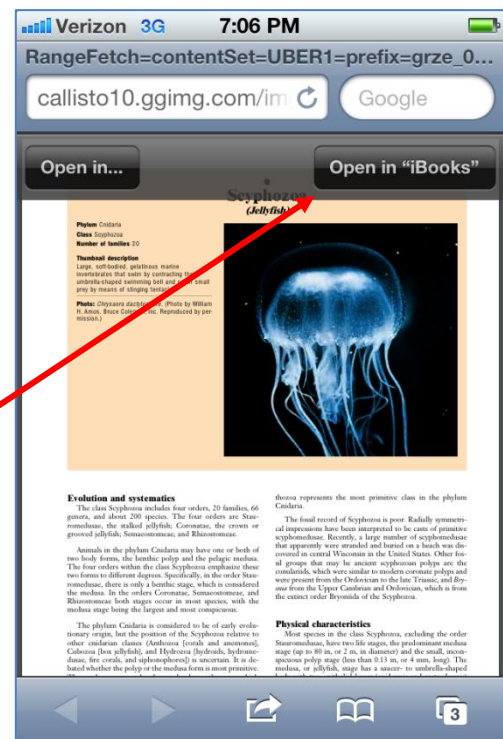 Verizon 3G 7:06 PM
RangeFetch=contentSet=UBER1=prefix=grze_0...
callisto10.ggimg.com/im Google
Open in... Open in “iBooks”
Scyphozoa
(Jellyfish)
Phylum Cnidaria
Class Scyphozoa
Number of families 20
Thumbnail description
Large, soft-bodied, gelatinous marine
invertebrates that swim by contracting
umbrella-shaped swimming bell and small
prey by means of stinging
Photo: Chrysaora (Photo by William
H. Amos. Bruce Inc. Reproduced by per-
mission.)
Evolution and systematics
The class Scyphozoa includes four orders, 20 families, 66
genera, and about 200 species. The four orders are Stau-
romedusae, the stalked jellyfish; Coronatae, the crown or
grooved jellyfish; Semaeostomeae; and Rhizostomeae.
Animals in the phylum Cnidaria may have one or both of
two body forms, the benthic polyp and the pelagic medusa.
The four orders within the class Scyphozoa emphasize these
two forms to different degrees. Specifically, in the order Stau-
romedusae, there is only a benthic stage, which is considered
the medusa. In the orders Coronatae, Semaeostomeae, and
Rhizostomeae both stages occur in most species, with the
medusa stage being the largest and most conspicuous.
The phylum Cnidaria is considered to be of early evolu-
tionary origin, but the position of the Scyphozoa relative to
other cnidarian classes (Anthozoa [corals and anemones],
Cubozoa [box jellyfish], and Hydrozoa [hydroids, hydrome-
dusae, fire corals, and siphonophores]) is uncertain. It is de-
bated whether the polyp or the medusa form is most primitive.
thozoa represents the most primitive class in the phylum
Cnidaria.
The fossil record of Scyphozoa is poor. Radially symmetri-
cal impressions have been interpreted to be casts of primitive
scyphomedusae. Recently, a large number of scyphomedusae
that apparently were stranded and buried on a beach was dis-
covered in central Wisconsin in the United States. Other fos-
sil groups that may be ancient scyphozoan polyps are the
conulariids, which were similar to modern coronate polyps and
were present from the Ordovician to the late Triassic, and Bry-
onia from the Upper Cambrian and Ordovician, which is from
the extinct order Bryoniida of the Scyphozoa.
Physical characteristics
Most species in the class Scyphozoa, excluding the order
Stauromedusae, have two life stages, the predominant medusa
stage (up to 80 in, or 2 m, in diameter) and the small, incon-
spicuous polyp stage (less than 0.13 in, or 4 mm, long). The
medusa, or jellyfish, stage has a saucer- to umbrella-shaped
3